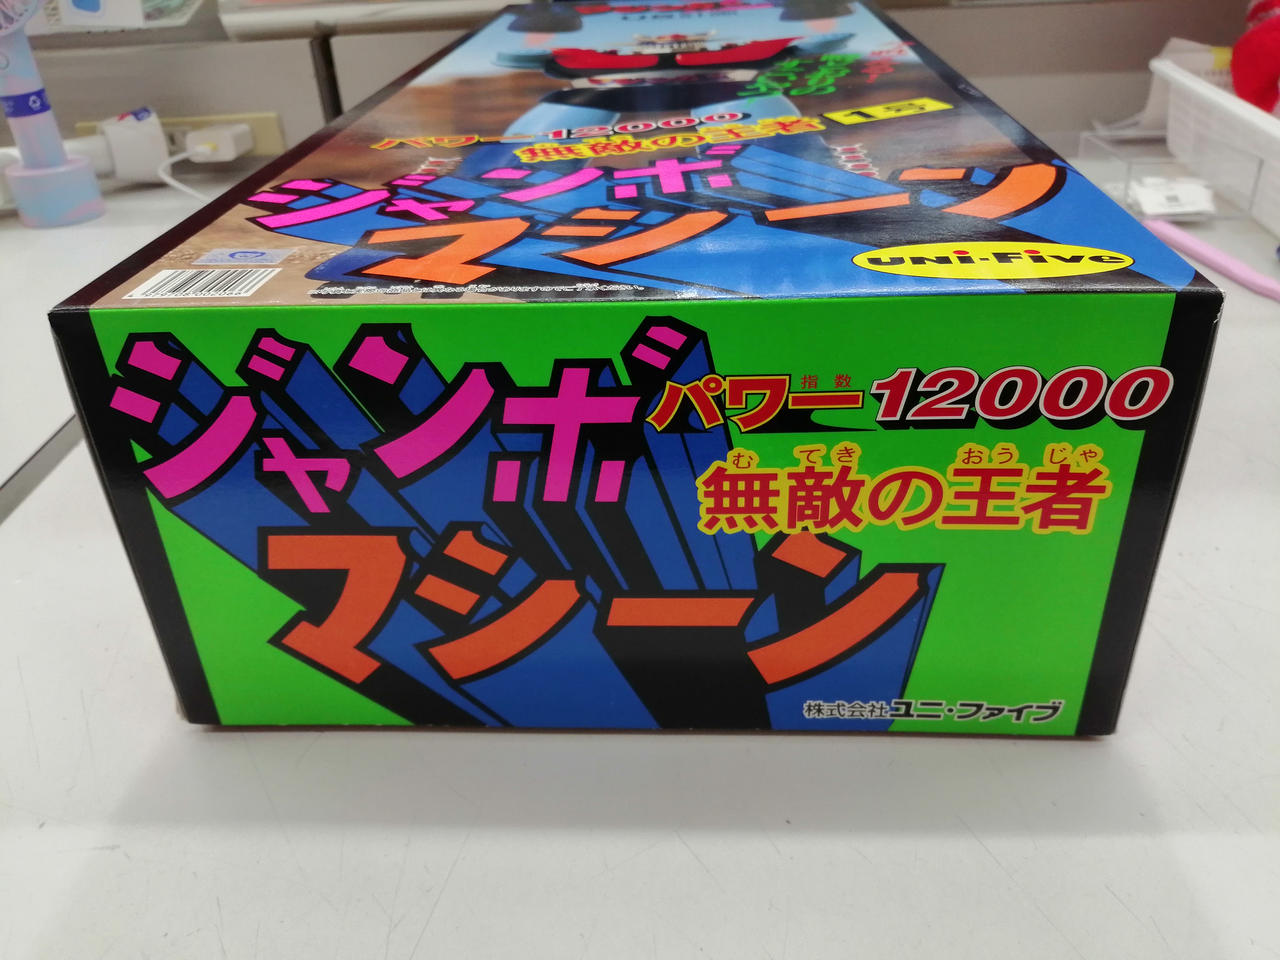 パワー12000
無敵の王者
1号
ジャンボ
マシーン
UNi-Five
ジャンボ
マシーン
パワー指数12000
むてき おうじゃ
無敵の王者
株式会社ユニ・ファイブ